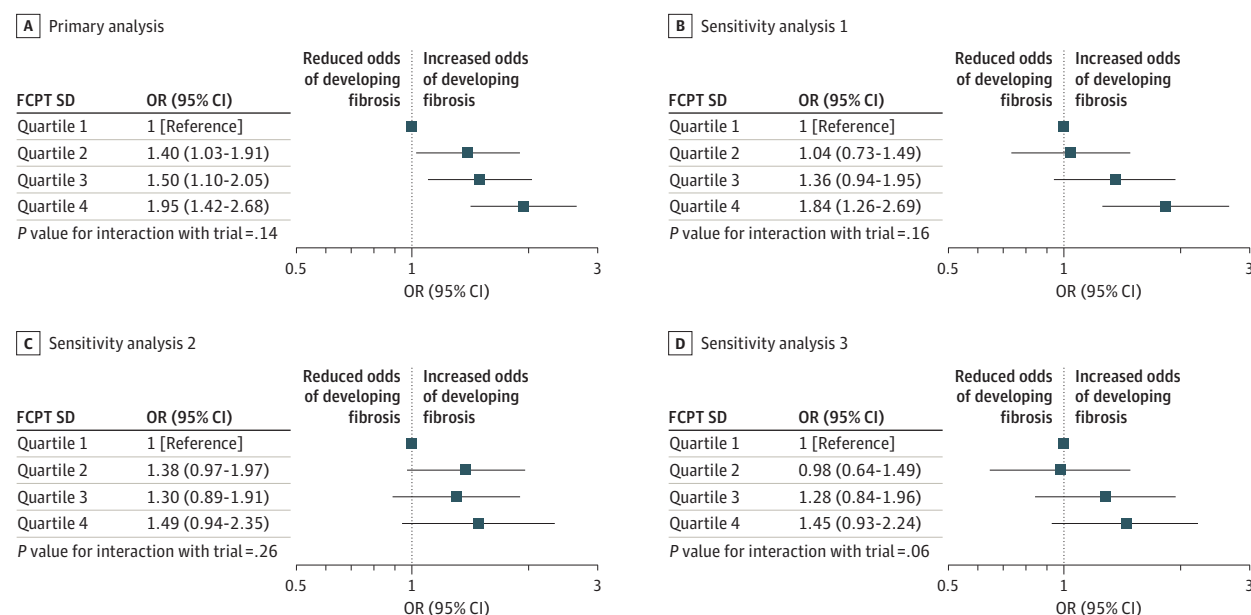 A Primary analysis
Reduced odds of developing fibrosis
Increased odds of developing fibrosis
FCPT SD OR (95% CI)
Quartile 1 1 [Reference]
Quartile 2 1.40 (1.03-1.91)
Quartile 3 1.50 (1.10-2.05)
Quartile 4 1.95 (1.42-2.68)
P value for interaction with trial=.14
0.5 1 3
OR (95% CI)
B Sensitivity analysis 1
Reduced odds of developing fibrosis
Increased odds of developing fibrosis
FCPT SD OR (95% CI)
Quartile 1 1 [Reference]
Quartile 2 1.04 (0.73-1.49)
Quartile 3 1.36 (0.94-1.95)
Quartile 4 1.84 (1.26-2.69)
P value for interaction with trial=.16
0.5 1 3
OR (95% CI)
C Sensitivity analysis 2
Reduced odds of developing fibrosis
Increased odds of developing fibrosis
FCPT SD OR (95% CI)
Quartile 1 1 [Reference]
Quartile 2 1.38 (0.97-1.97)
Quartile 3 1.30 (0.89-1.91)
Quartile 4 1.49 (0.94-2.35)
P value for interaction with trial=.26
0.5 1 3
OR (95% CI)
D Sensitivity analysis 3
Reduced odds of developing fibrosis
Increased odds of developing fibrosis
FCPT SD OR (95% CI)
Quartile 1 1 [Reference]
Quartile 2 0.98 (0.64-1.49)
Quartile 3 1.28 (0.84-1.96)
Quartile 4 1.45 (0.93-2.24)
P value for interaction with trial=.06
0.5 1 3
OR (95% CI)